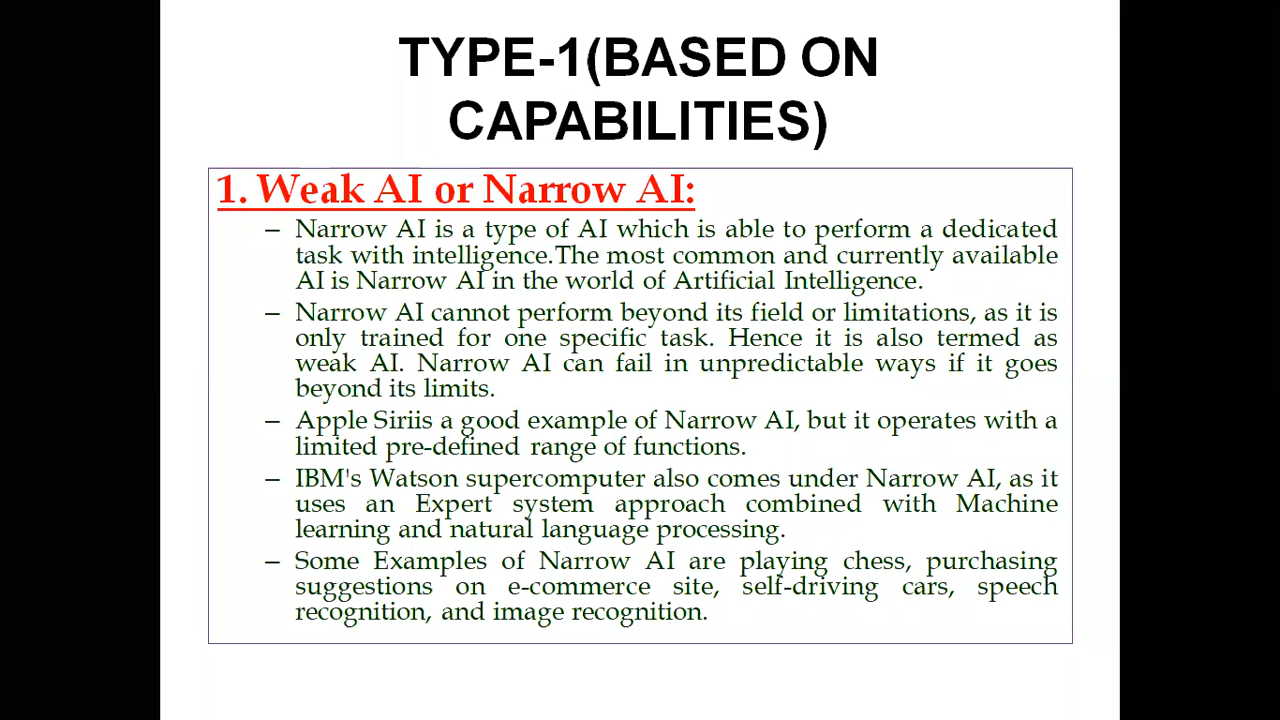 TYPE-1(BASED ON
CAPABILITIES)
1. Weak AI or Narrow AI:
– Narrow AI is a type of AI which is able to perform a dedicated
task with intelligence.The most common and currently available
AI is Narrow AI in the world of Artificial Intelligence.
– Narrow AI cannot perform beyond its field or limitations, as it is
only trained for one specific task. Hence it is also termed as
weak AI. Narrow AI can fail in unpredictable ways if it goes
beyond its limits.
– Apple Siriis a good example of Narrow AI, but it operates with a
limited pre-defined range of functions.
– IBM's Watson supercomputer also comes under Narrow AI, as it
uses an Expert system approach combined with Machine
learning and natural language processing.
– Some Examples of Narrow AI are playing chess, purchasing
suggestions on e-commerce site, self-driving cars, speech
recognition, and image recognition.